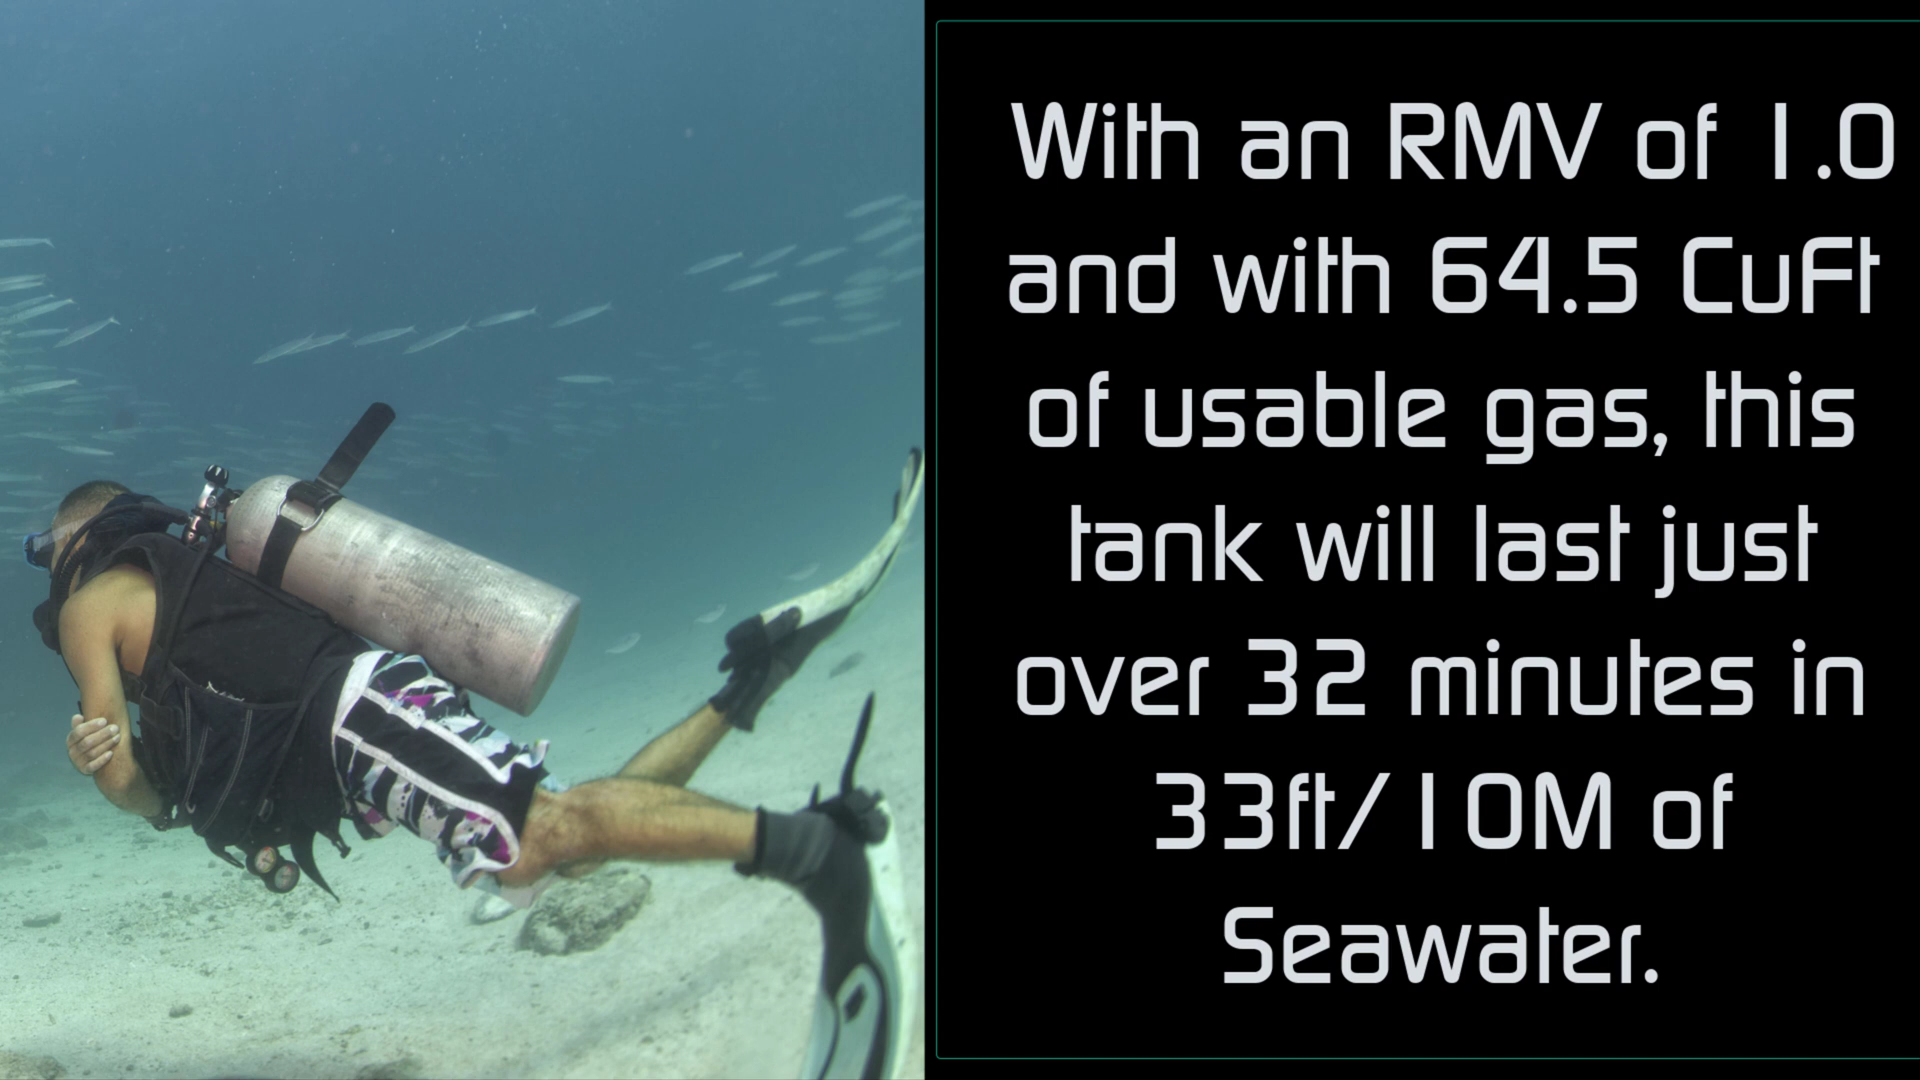 With an RMV of 1.0
and with 64.5 CuFt
of usable gas, this
tank will last just
over 32 minutes in
33ft/10M of
Seawater.